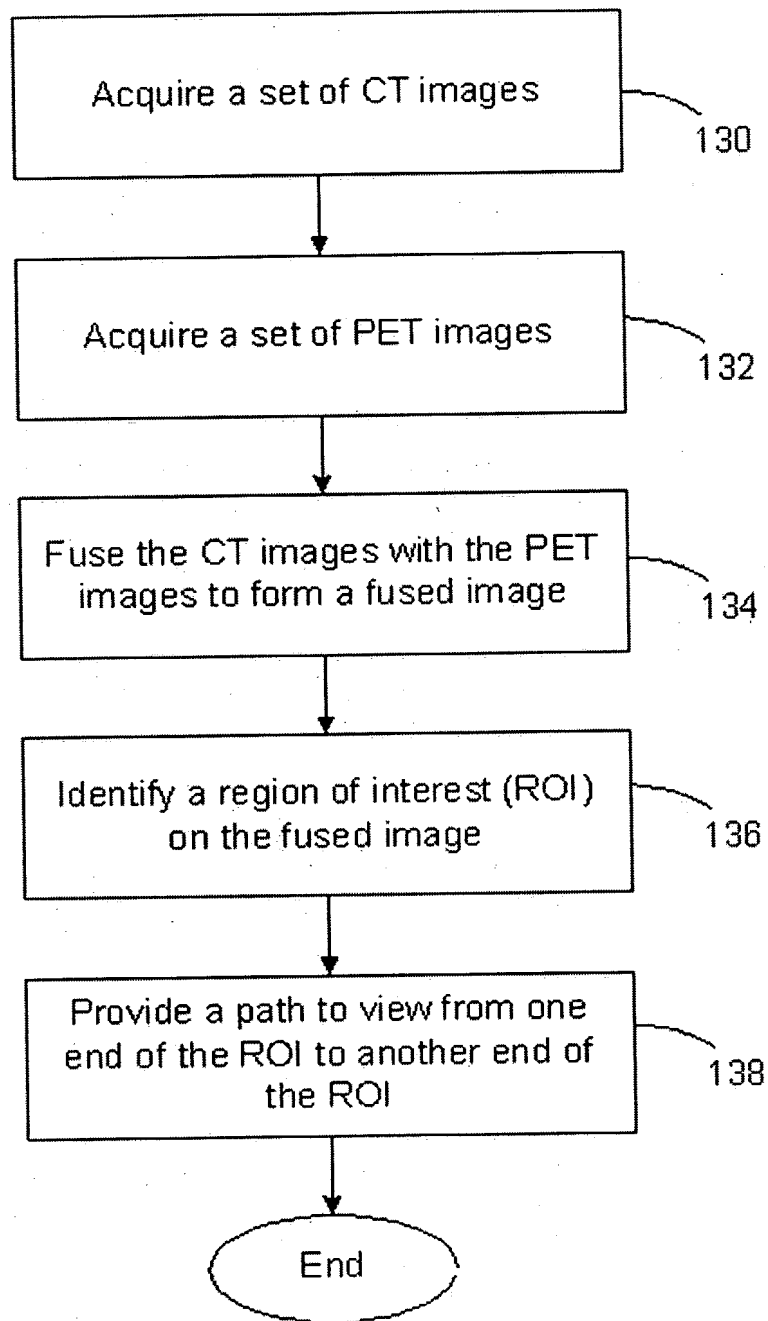 Acquire a set of CT images
130
Acquire a set of PET images
132
Fuse the CT images with the PET
images to form a fused image
134
Identify a region of interest (ROI)
on the fused image
136
Provide a path to view from one
end of the ROI to another end of
the ROI
138
End